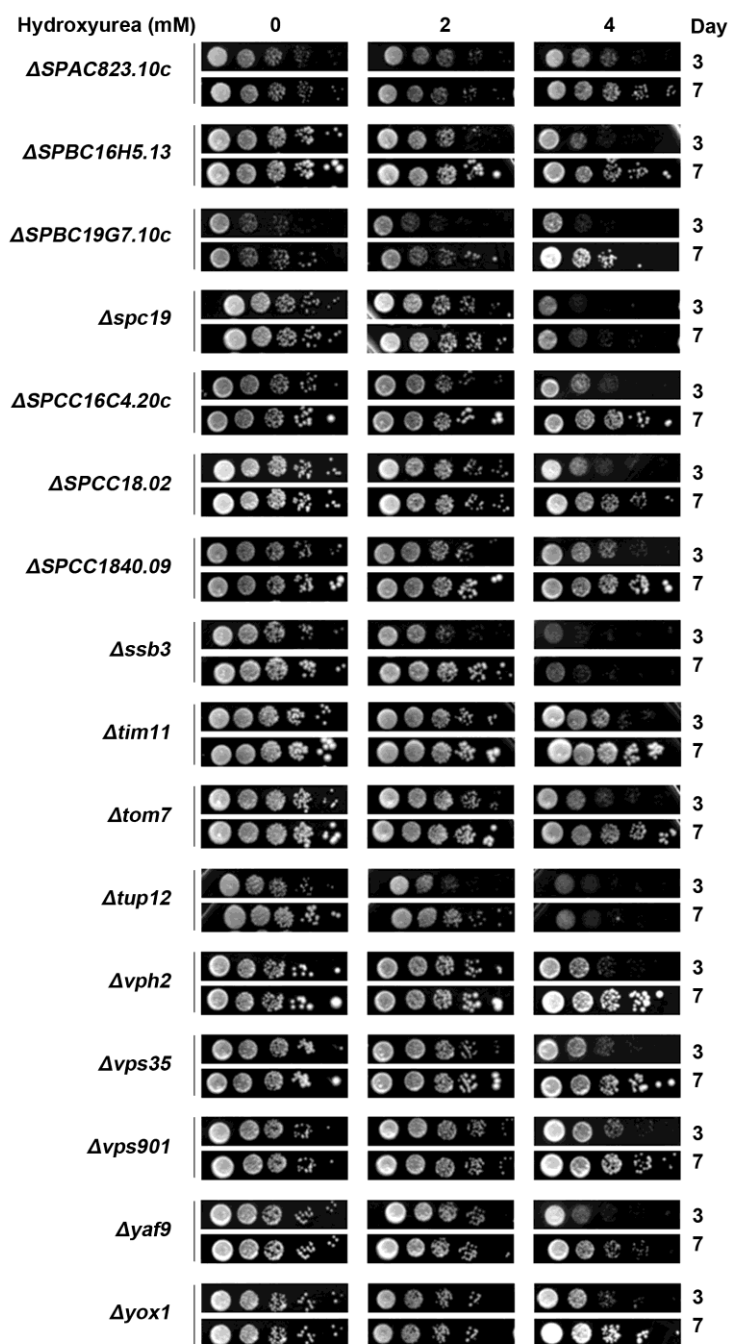 Hydroxyurea (mM) 0 2 4 Day
ΔSPAC823.10c 3
7
ΔSPBC16H5.13 3
7
ΔSPBC19G7.10c 3
7
Δspc19 3
7
ΔSPCC16C4.20c 3
7
ΔSPCC18.02 3
7
ΔSPCC1840.09 3
7
Δssb3 3
7
Δtim11 3
7
Δtom7 3
7
Δtup12 3
7
Δvph2 3
7
Δvps35 3
7
Δvps901 3
7
Δyaf9 3
7
Δyox1 3
7